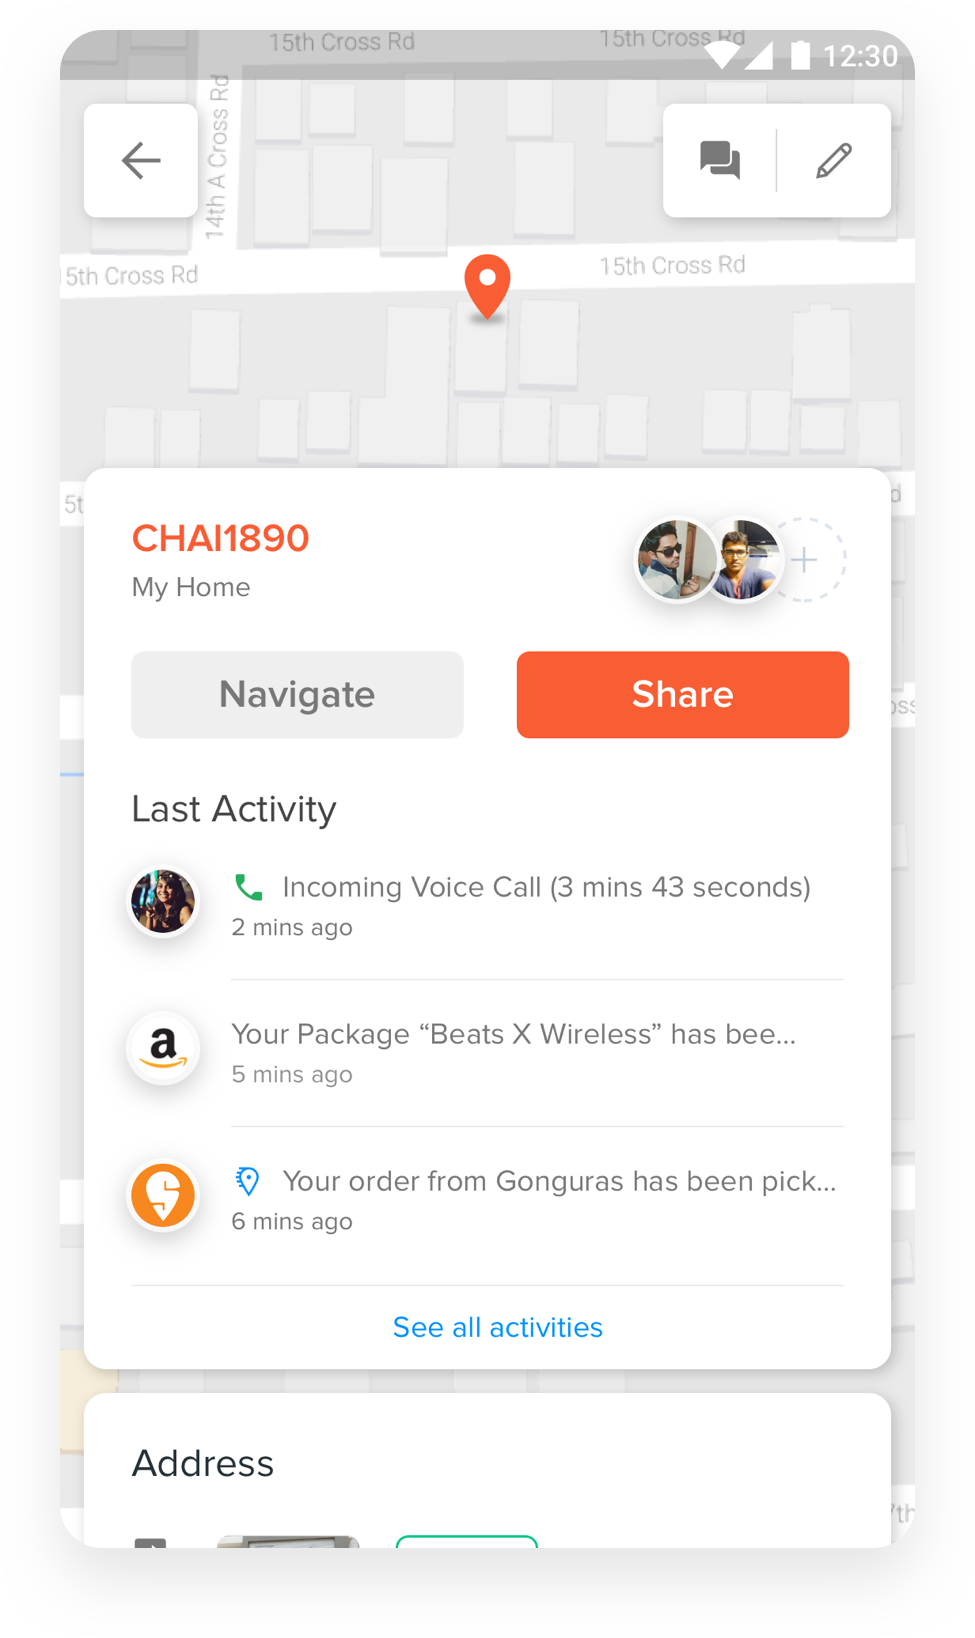 15th Cross Rd
15th Cross Rd
12:30
14th A Cross Rd
5th Cross Rd
15th Cross Rd
5t
d
CHAI1890
My Home
Navigate
Share
oss
Last Activity
Incoming Voice Call (3 mins 43 seconds)
2 mins ago
a
Your Package “Beats X Wireless” has bee...
5 mins ago
Your order from Gonguras has been pick...
6 mins ago
See all activities
Address
7th